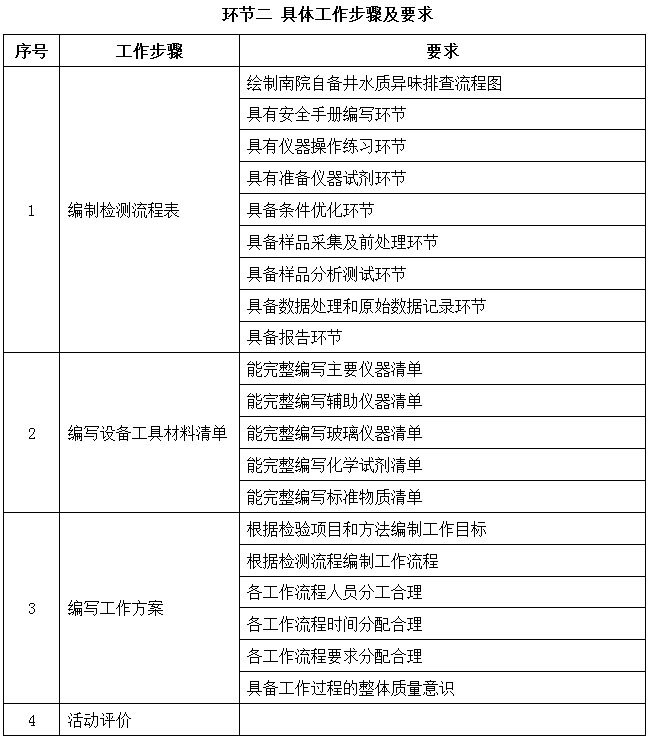 环节二 具体工作步骤及要求
序号 工作步骤 要求
1 编制检测流程表
绘制南院自备井水质异味排查流程图
具有安全手册编写环节
具有仪器操作练习环节
具有准备仪器试剂环节
具备条件优化环节
具备样品采集及前处理环节
具备样品分析测试环节
具备数据处理和原始数据记录环节
具备报告环节
2 编写设备工具材料清单
能完整编写主要仪器清单
能完整编写辅助仪器清单
能完整编写玻璃仪器清单
能完整编写化学试剂清单
能完整编写标准物质清单
3 编写工作方案
根据检验项目和方法编制工作目标
根据检测流程编制工作流程
各工作流程人员分工合理
各工作流程时间分配合理
各工作流程要求分配合理
具备工作过程的整体质量意识
4 活动评价